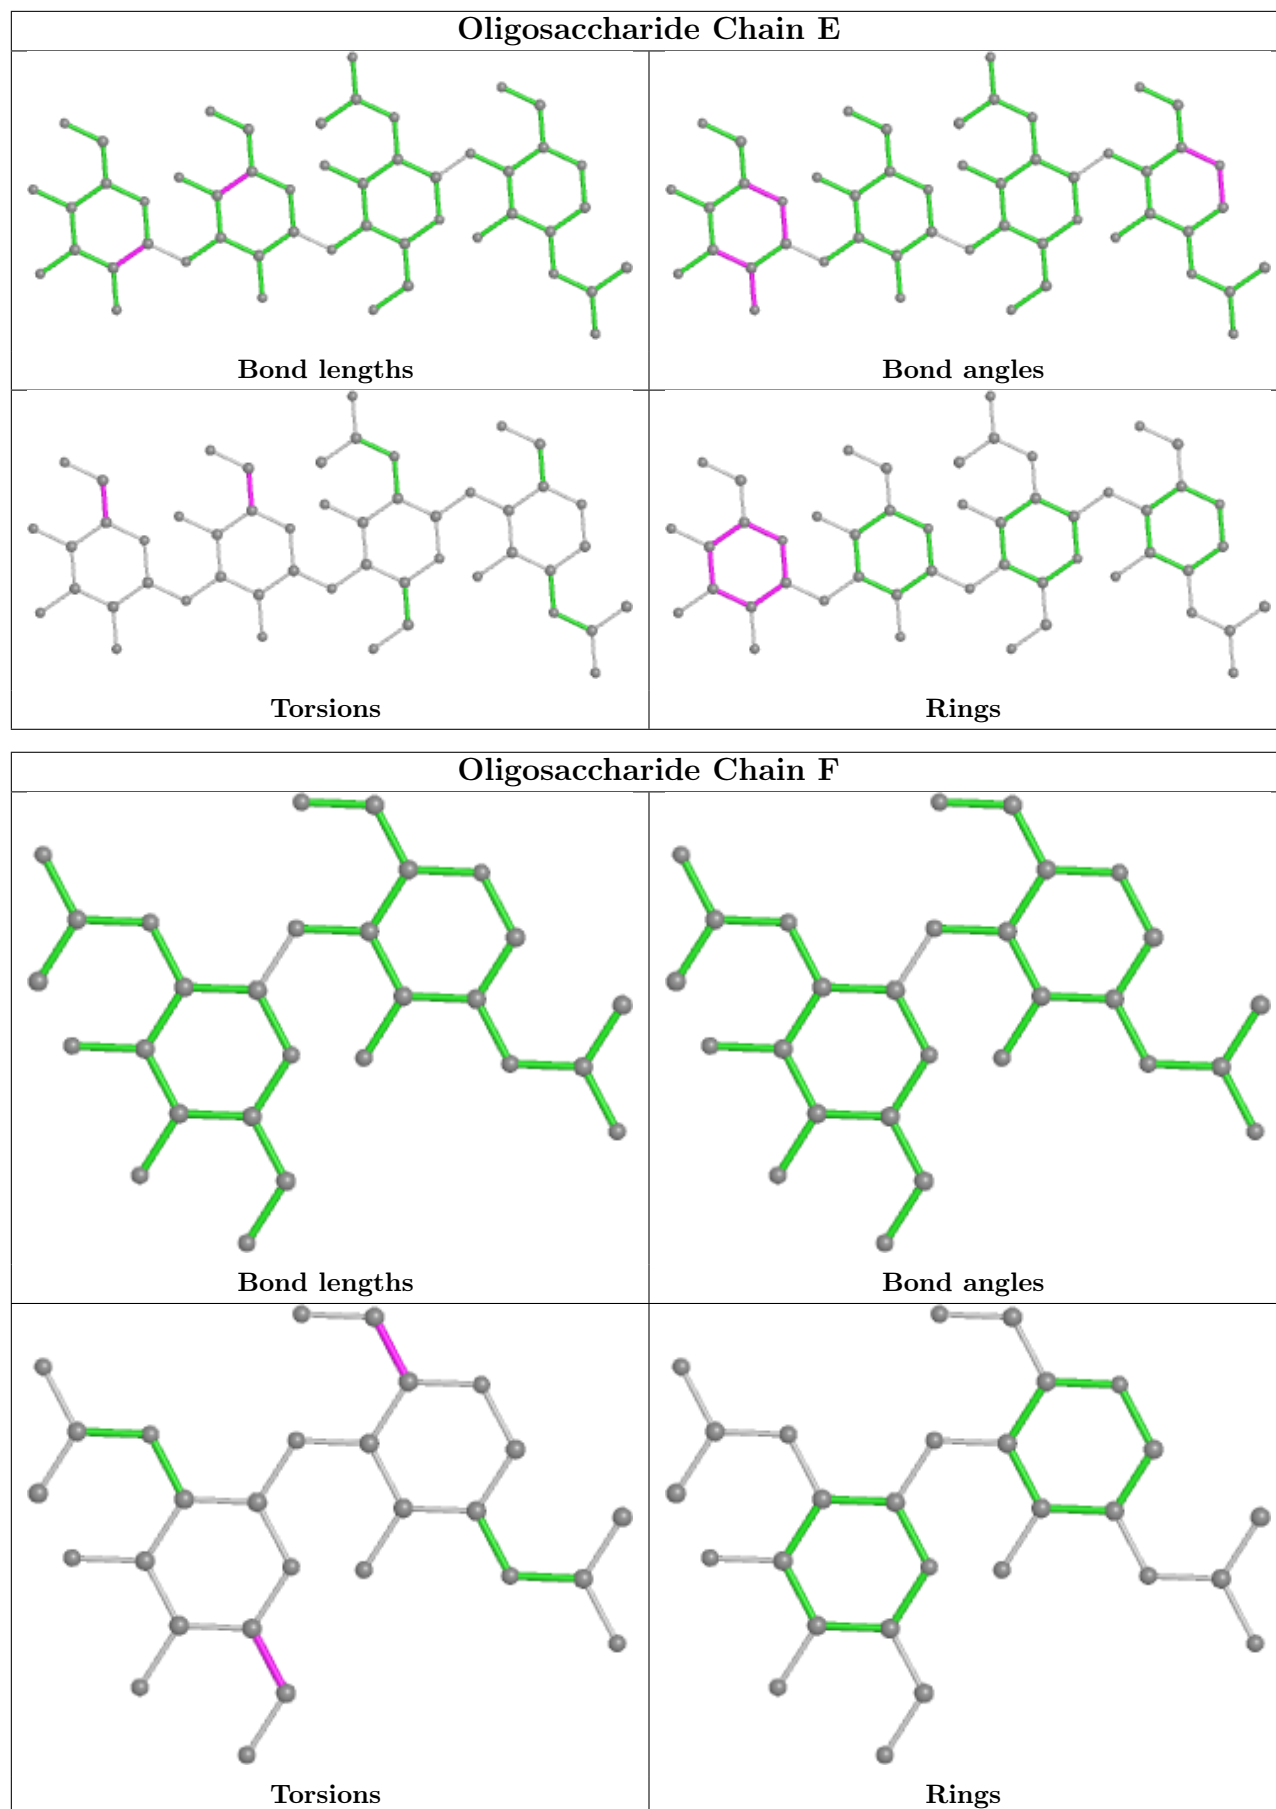 Oligosaccharide Chain E
Bond lengths
Bond angles
Torsions
Rings
Oligosaccharide Chain F
Bond lengths
Bond angles
Torsions
Rings